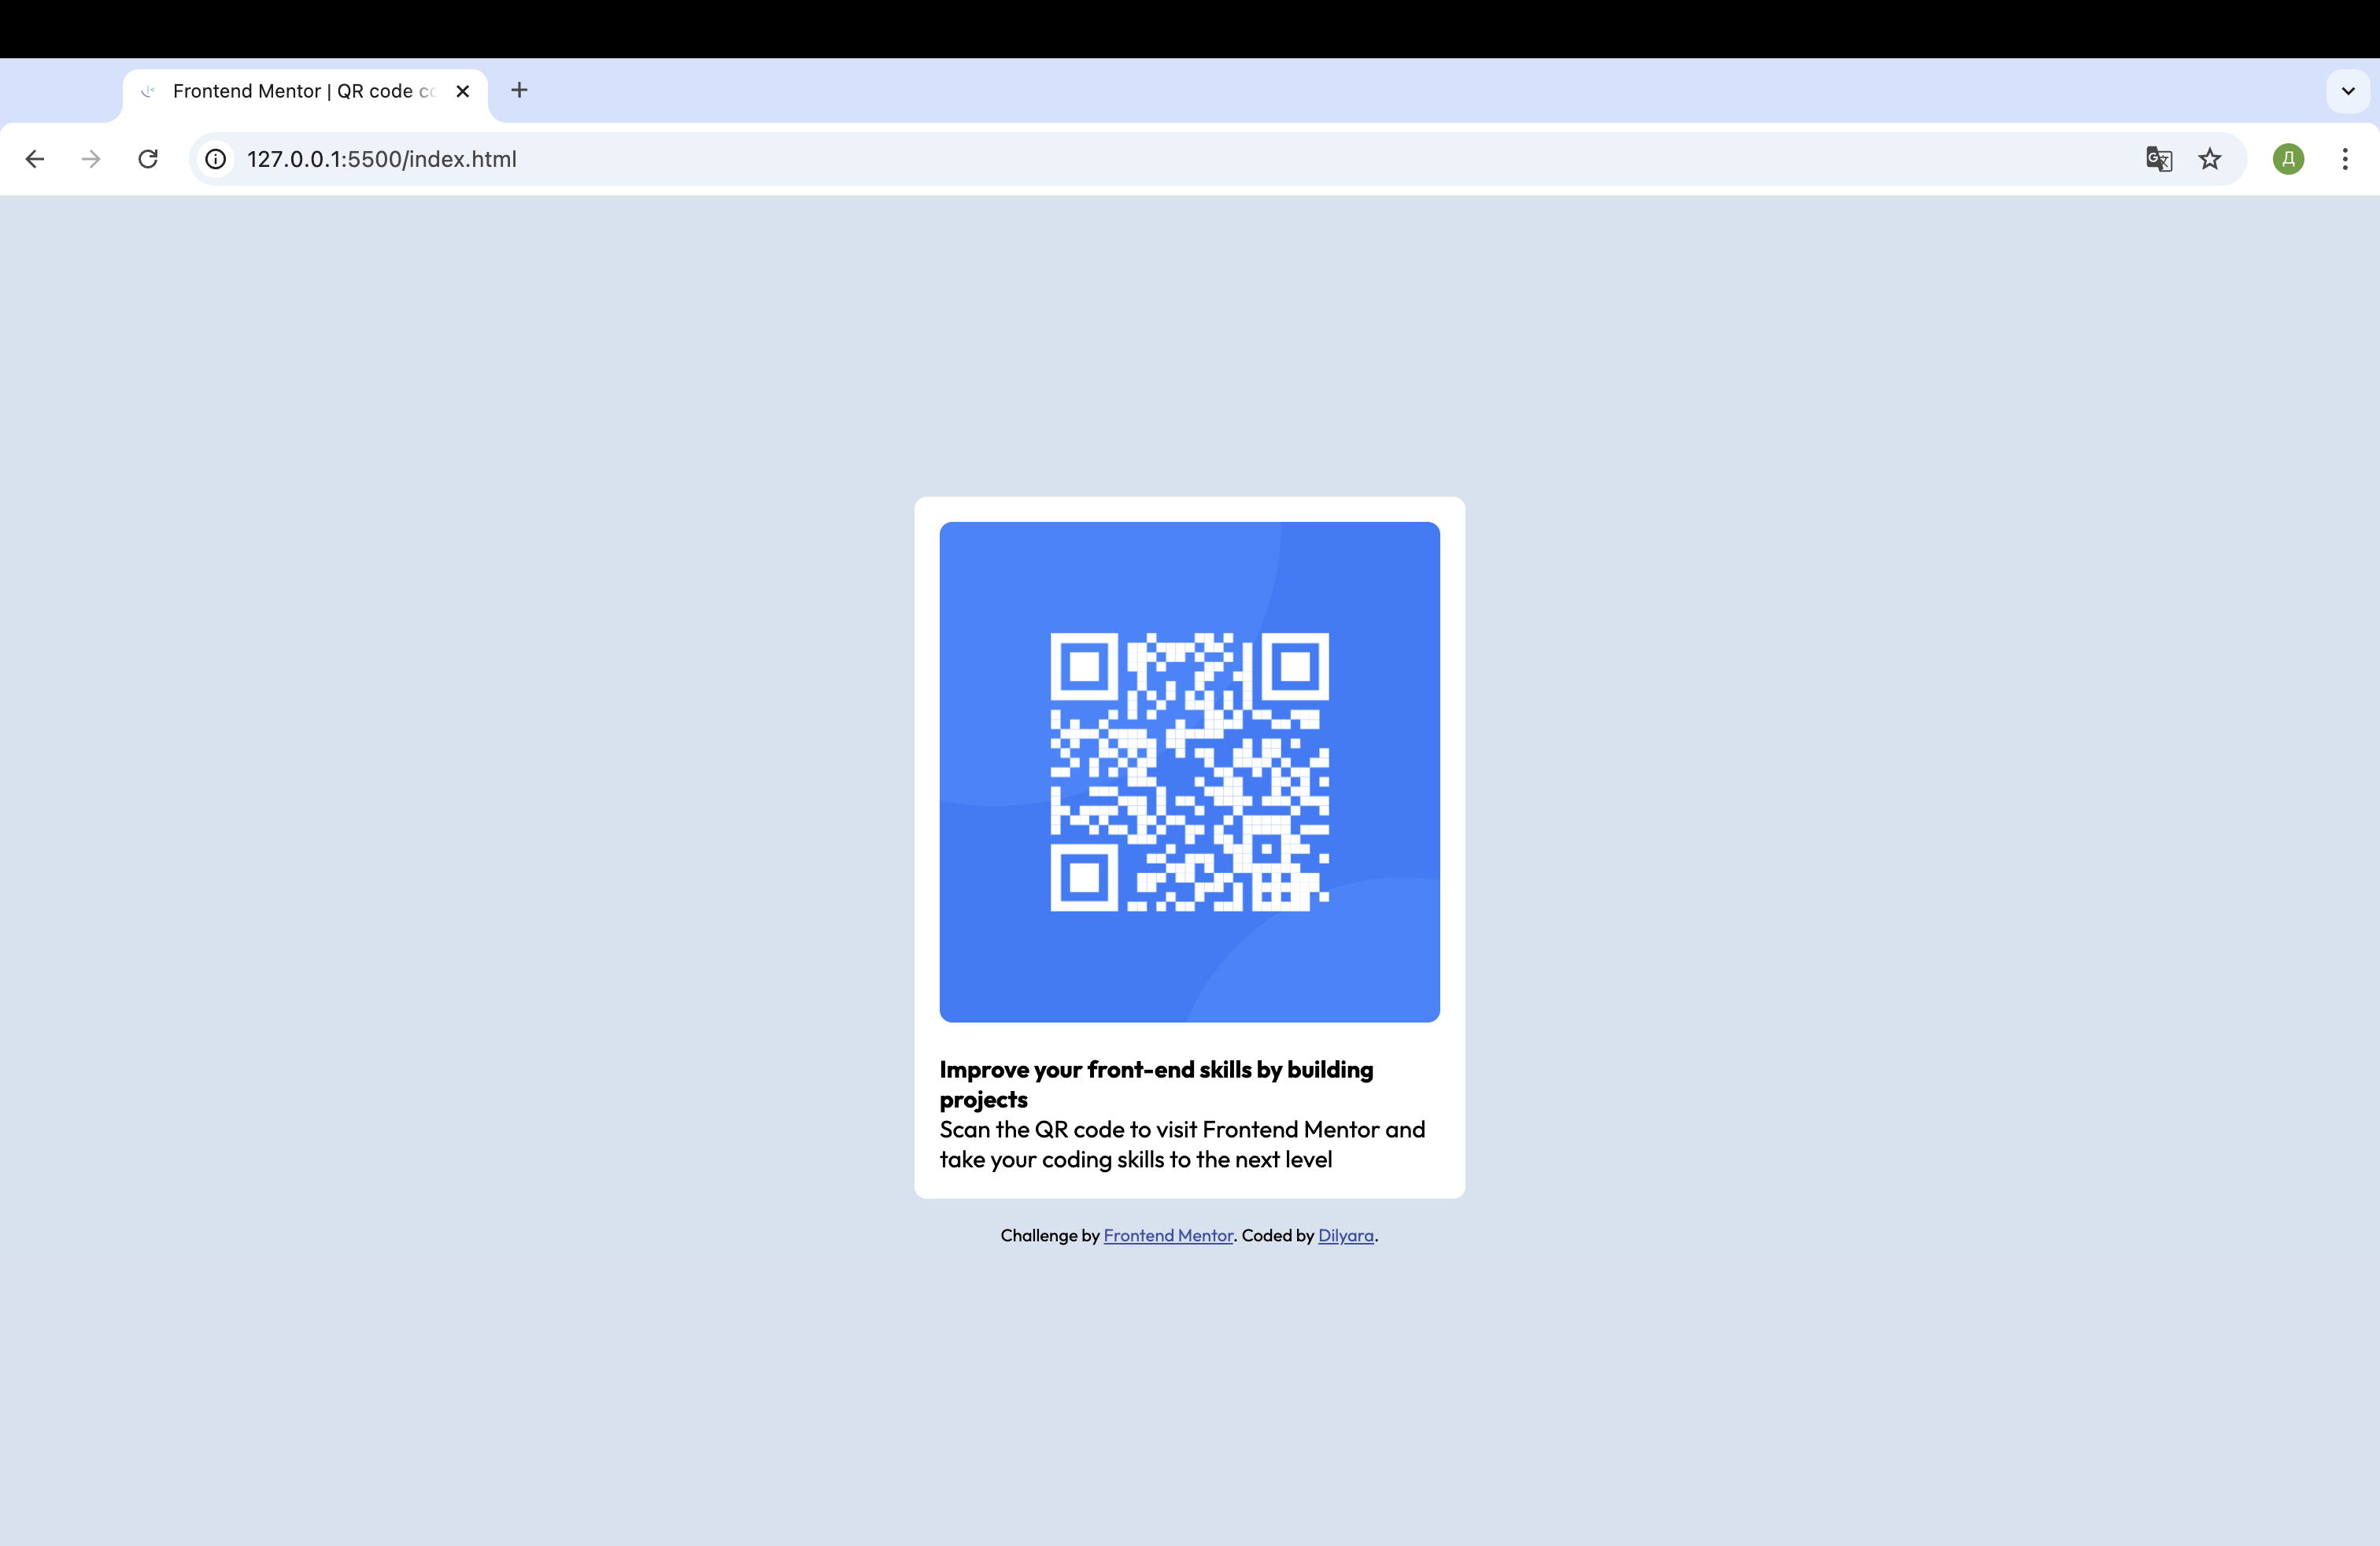 Frontend Mentor | QR code co
127.0.0.1:5500/index.html
Д
Improve your front-end skills by building
projects
Scan the QR code to visit Frontend Mentor and
take your coding skills to the next level
Challenge by Frontend Mentor. Coded by Dilyara.